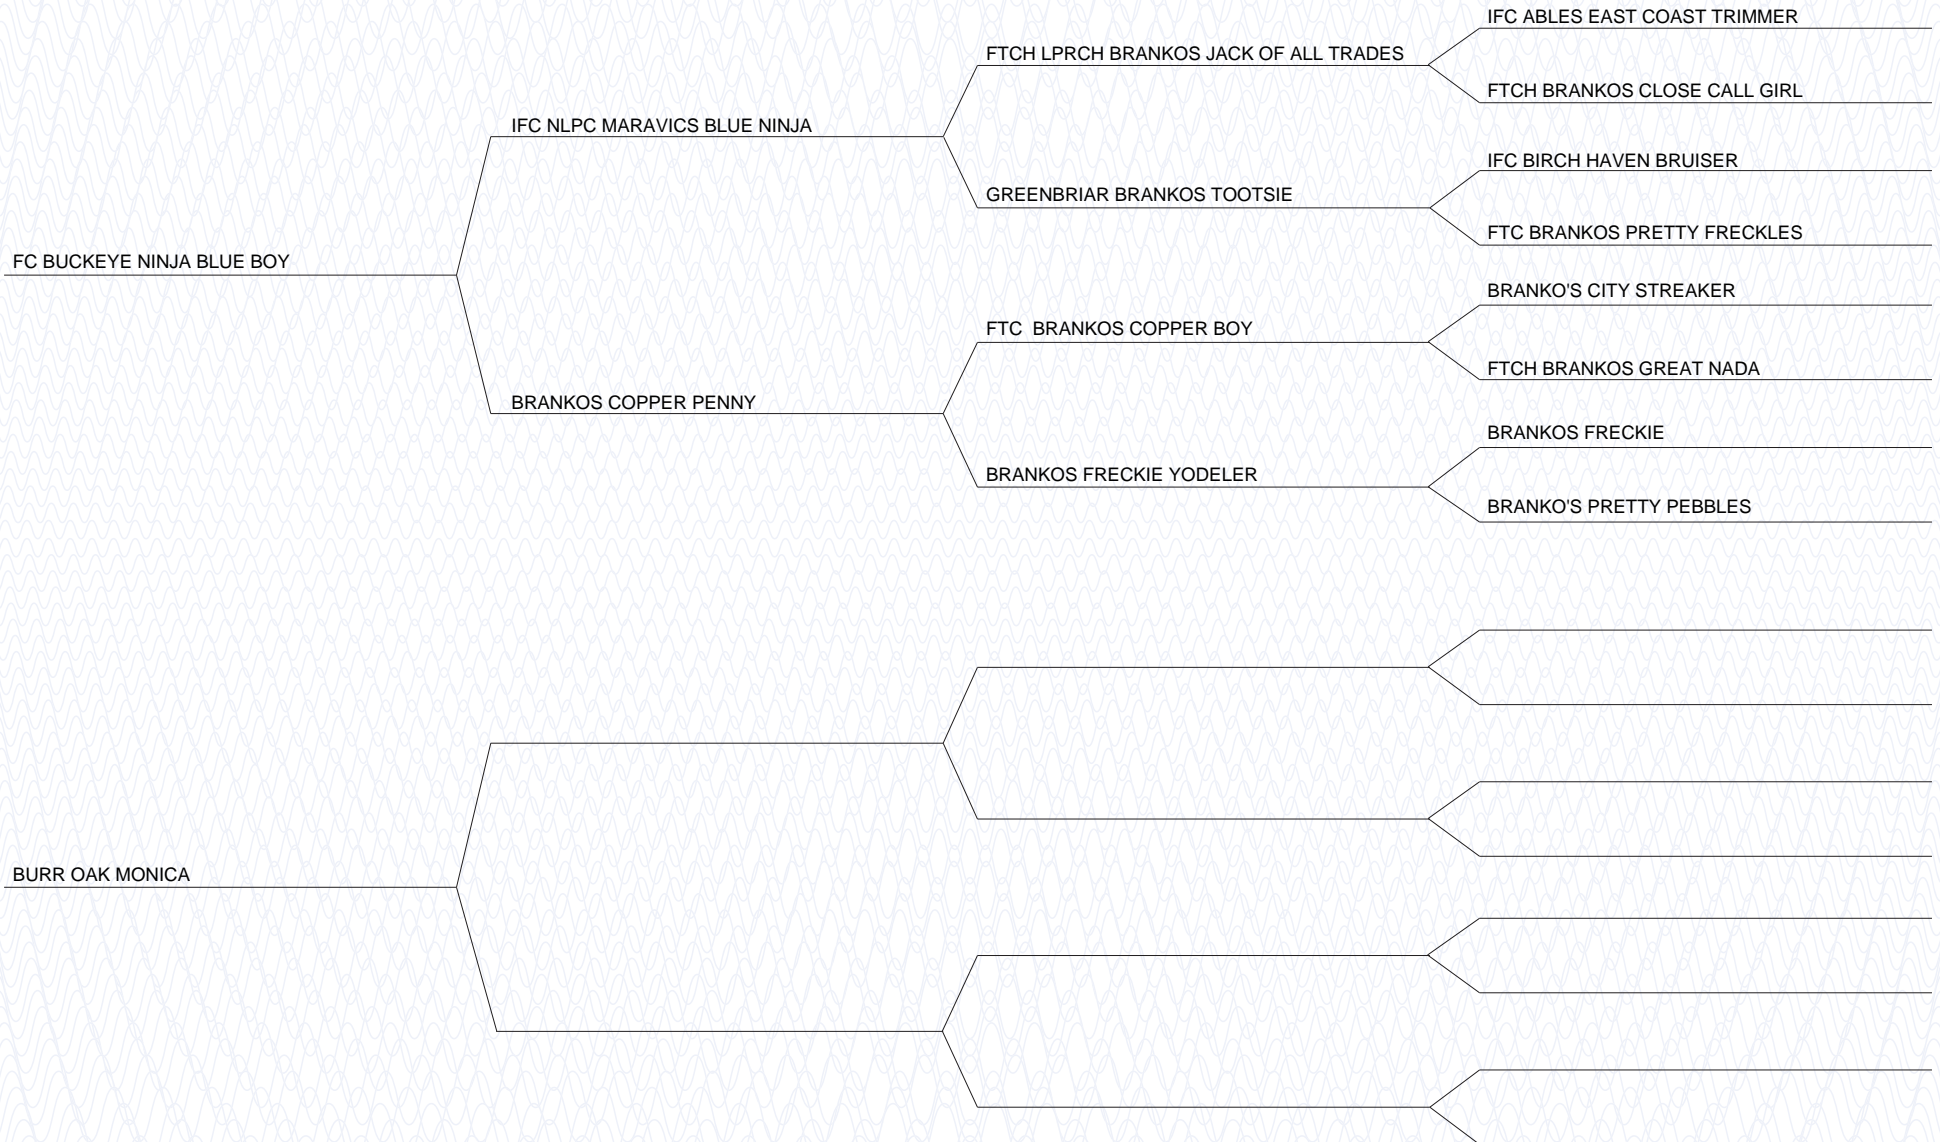 IFC ABLES EAST COAST TRIMMER
FTCH LPRCH BRANKOS JACK OF ALL TRADES
FTCH BRANKOS CLOSE CALL GIRL
IFC NLPC MARAVICS BLUE NINJA
IFC BIRCH HAVEN BRUISER
GREENBRIAR BRANKOS TOOTSIE
FTC BRANKOS PRETTY FRECKLES
FC BUCKEYE NINJA BLUE BOY
BRANKO'S CITY STREAKER
FTC  BRANKOS COPPER BOY
FTCH BRANKOS GREAT NADA
BRANKOS COPPER PENNY
BRANKOS FRECKIE
BRANKOS FRECKIE YODELER
BRANKO'S PRETTY PEBBLES
BURR OAK MONICA